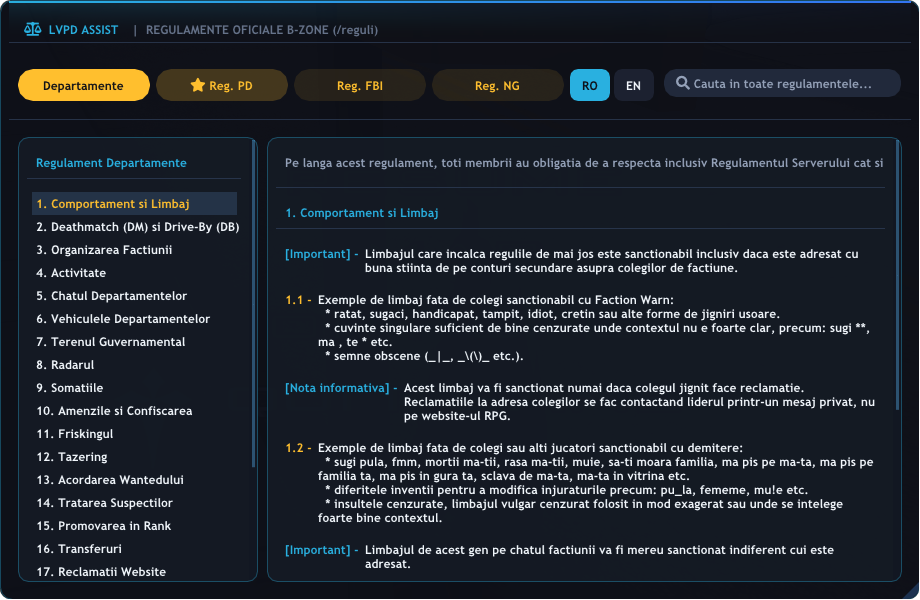 LVPD ASSIST | REGULAMENTE OFICIALE B-ZONE (/reguli)
Departamente
Reg. PD
Reg. FBI
Reg. NG
RO
EN
Cauta in toate regulamentele...
Regulament Departamente
1. Comportament si Limbaj
2. Deathmatch (DM) si Drive-By (DB)
3. Organizarea Factiunii
4. Activitate
5. Chatul Departamentelor
6. Vehiculele Departamentelor
7. Terenul Guvernamental
8. Radarul
9. Somatiile
10. Amenzile si Confiscarea
11. Friskingul
12. Tazering
13. Acordarea Wantedului
14. Tratarea Suspectilor
15. Promovarea in Rank
16. Transferuri
17. Reclamatii Website
Pe langa acest regulament, toti membrii au obligatia de a respecta inclusiv Regulamentul Serverului cat si
1. Comportament si Limbaj
[Important] - Limbajul care incalca regulile de mai jos este sanctionabil inclusiv daca este adresat cu
buna stiinta de pe conturi secundare asupra colegilor de factiune.
1.1 - Exemple de limbaj fata de colegi sanctionabil cu Faction Warn:
* ratat, sugaci, handicapat, tampit, idiot, cretin sau alte forme de jigniri usoare.
* cuvinte singulare suficient de bine cenzurate unde contextul nu e foarte clar, precum: sugi **,
ma , te * etc.
* semne obscene (_|_, _\(\)_ etc.).
[Nota informativa] - Acest limbaj va fi sanctionat numai daca colegul jignit face reclamatie.
Reclamatiile la adresa colegilor se fac contactand liderul printr-un mesaj privat, nu
pe website-ul RPG.
1.2 - Exemple de limbaj fata de colegi sau alti jucatori sanctionabil cu demitere:
* sugi pula, fmm, mortii ma-tii, rasa ma-tii, muie, sa-ti moara familia, ma pis pe ma-ta, ma pis pe
familia ta, ma pis in gura ta, sclava de ma-ta, ma-ta in vitrina etc.
* diferitele inventii pentru a modifica injuraturile precum: pu_la, fememe, mu!e etc.
* insultele cenzurate, limbajul vulgar cenzurat folosit in mod exagerat sau unde se intelege
foarte bine contextul.
[Important] - Limbajul de acest gen pe chatul factiunii va fi mereu sanctionat indiferent cui este
adresat.